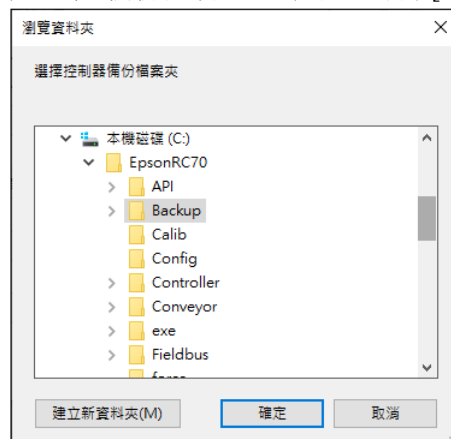 瀏覽資料夾
選擇控制器備份檔案夾
本機磁碟 (C:)
EpsonRC70
API
Backup
Calib
Config
Controller
Conveyor
exe
Fieldbus
建立新資料夾(M)
確定
取消